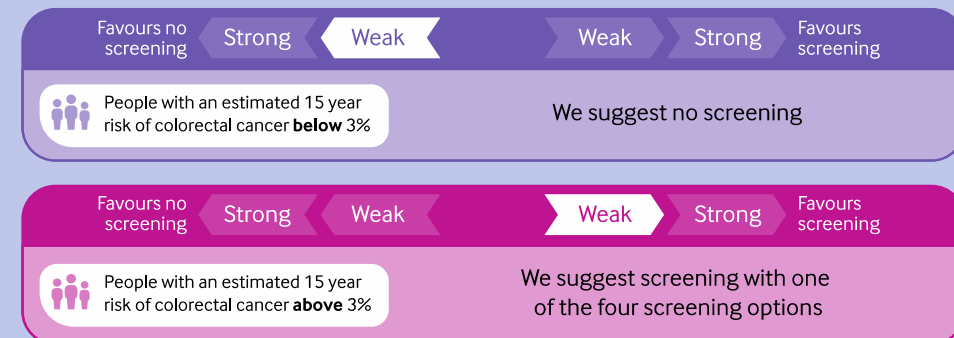 Favours no
screening
Strong
Weak
Weak
Strong
Favours
screening
People with an estimated 15 year
risk of colorectal cancer below 3%
We suggest no screening
Favours no
screening
Strong
Weak
Weak
Strong
Favours
screening
People with an estimated 15 year
risk of colorectal cancer above 3%
We suggest screening with one
of the four screening options